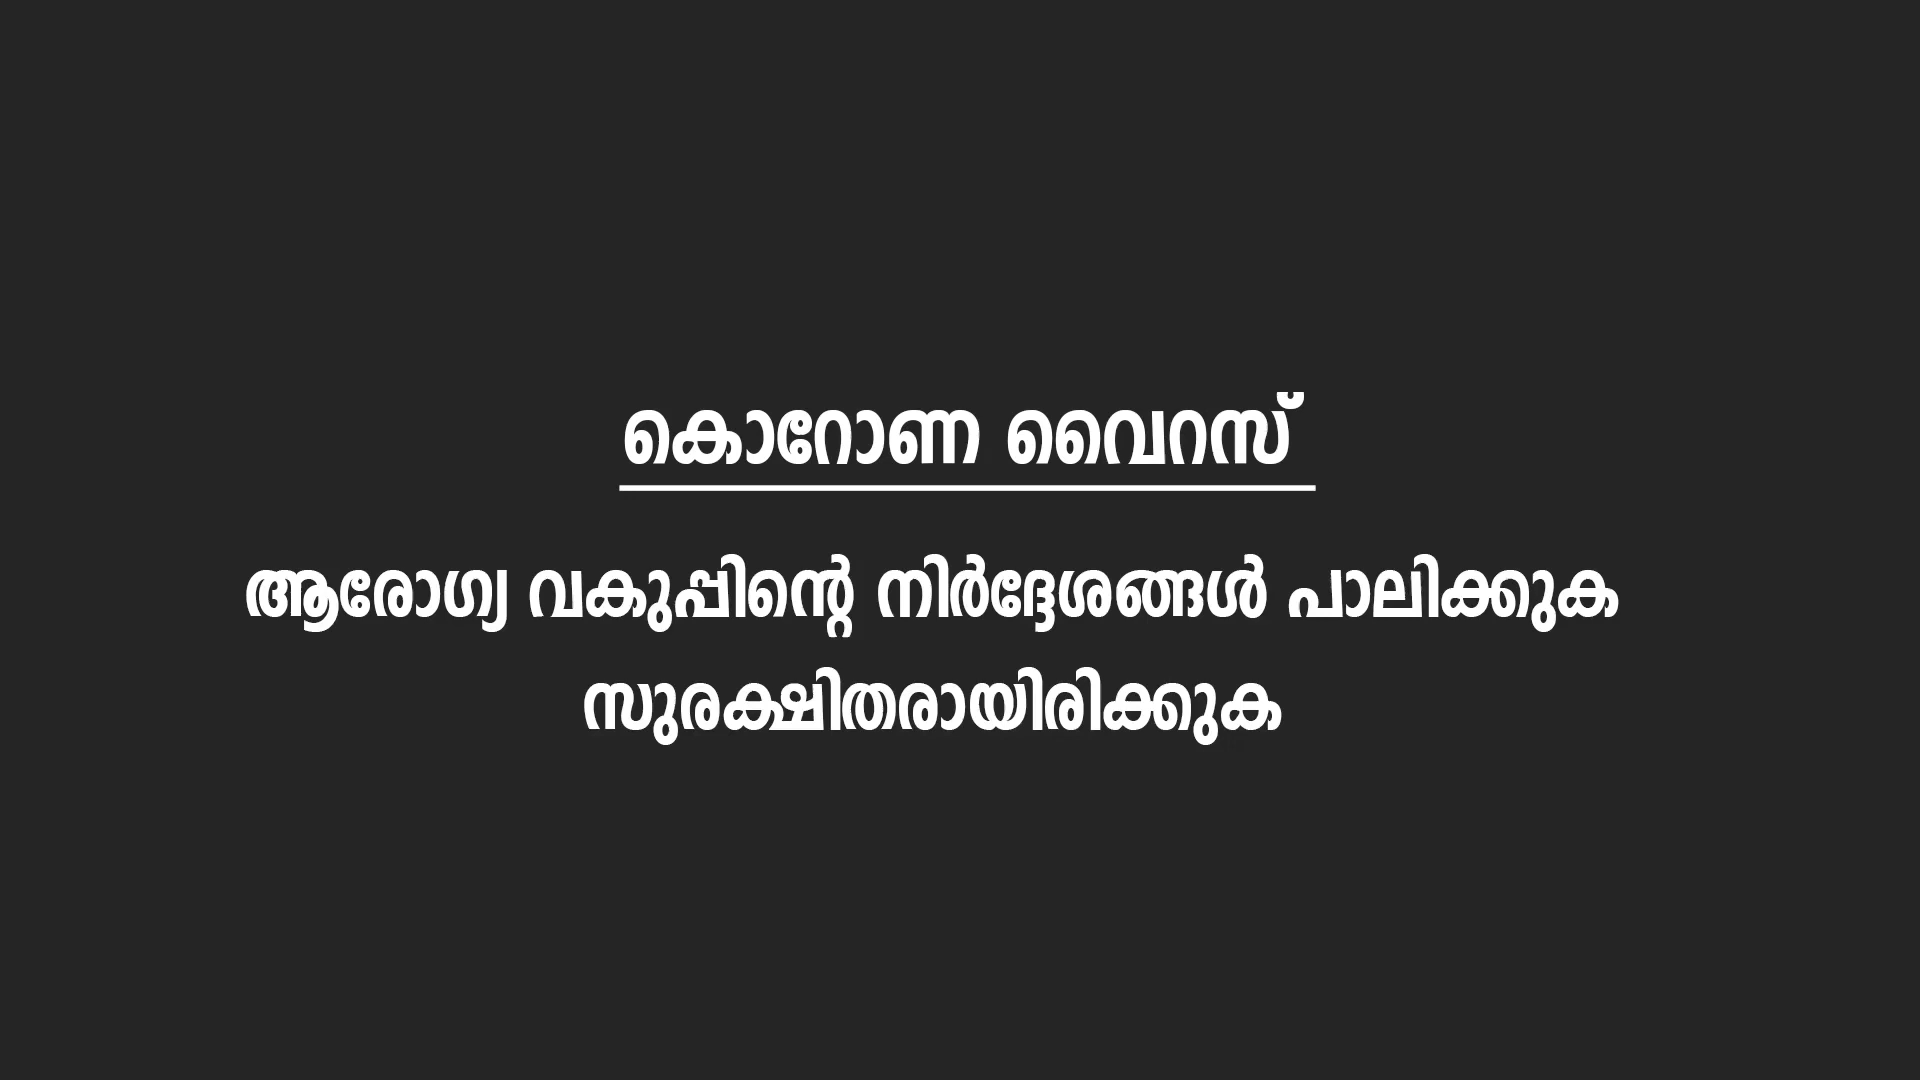 കൊറോണ വൈറസ്
ആരോഗ്യ വകുപ്പിന്റെ നിർദ്ദേശങ്ങൾ പാലിക്കുക
സുരക്ഷിതരായിരിക്കുക